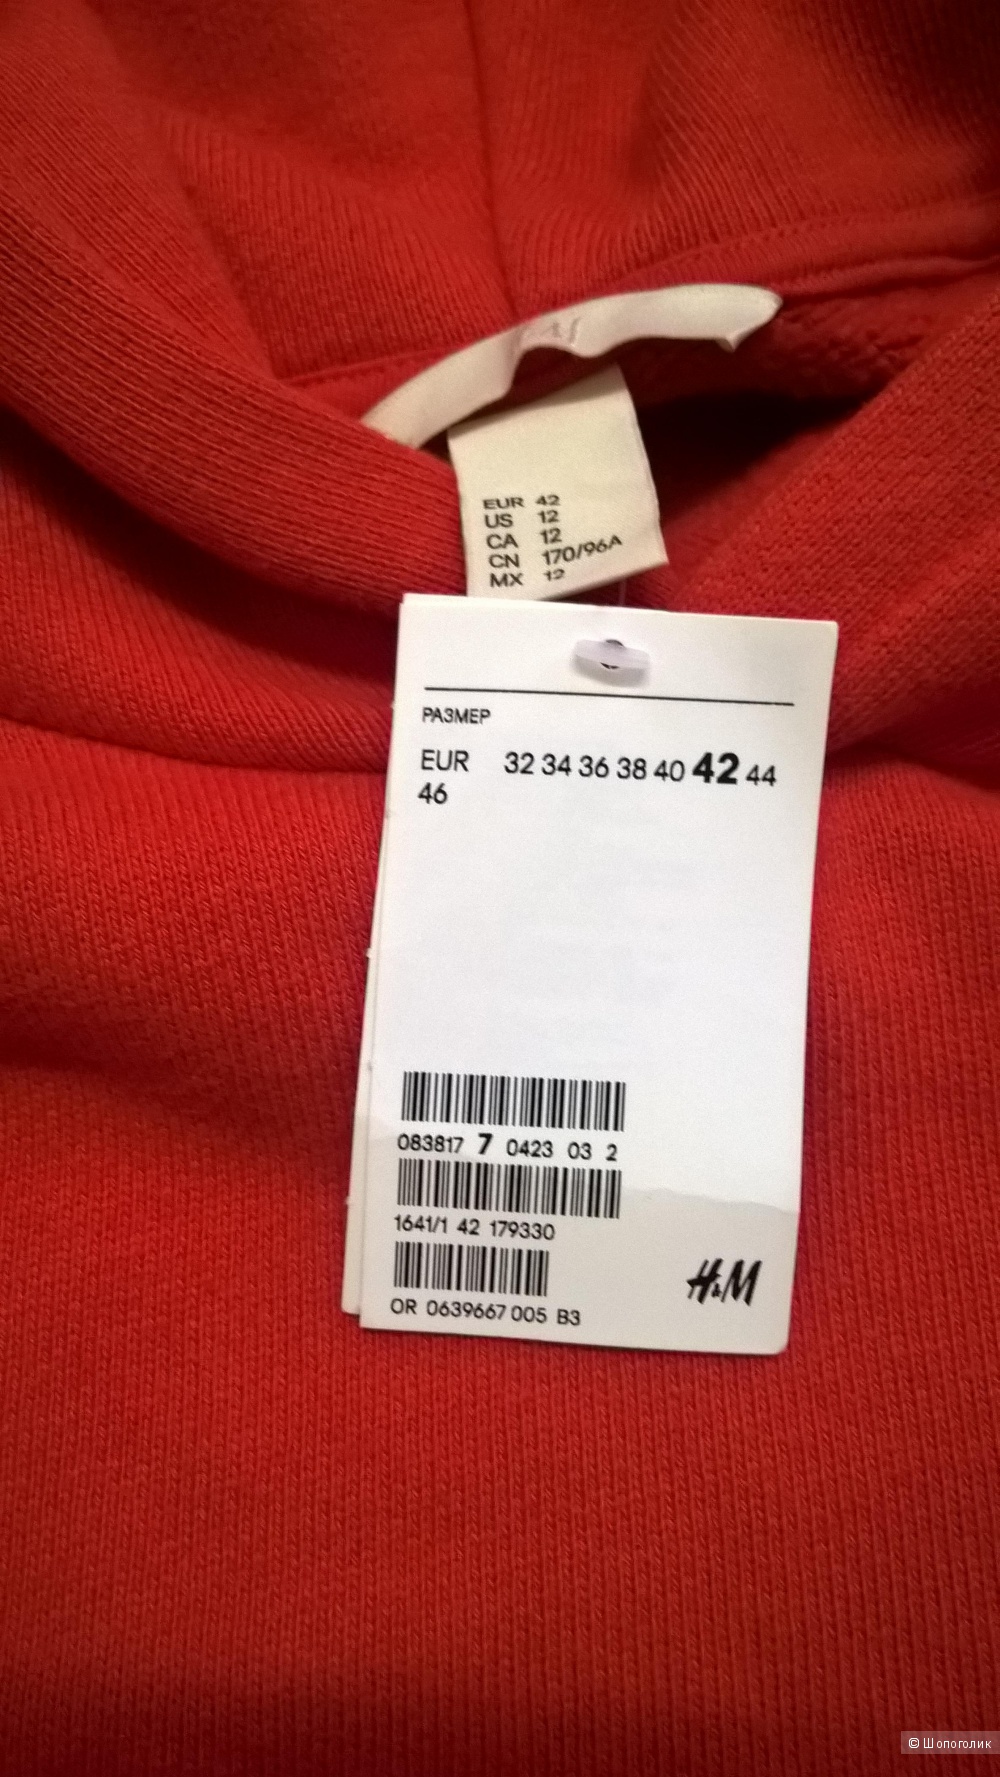 EUR 42
US 12
CA 12
CN 170/96A
MX 12
РАЗМЕР
EUR 32 34 36 38 40 42 44
46
083817 7 0423 03 2
1641/1 42 179330
OR 0639667 005 B3
H&M
© Шопоголик